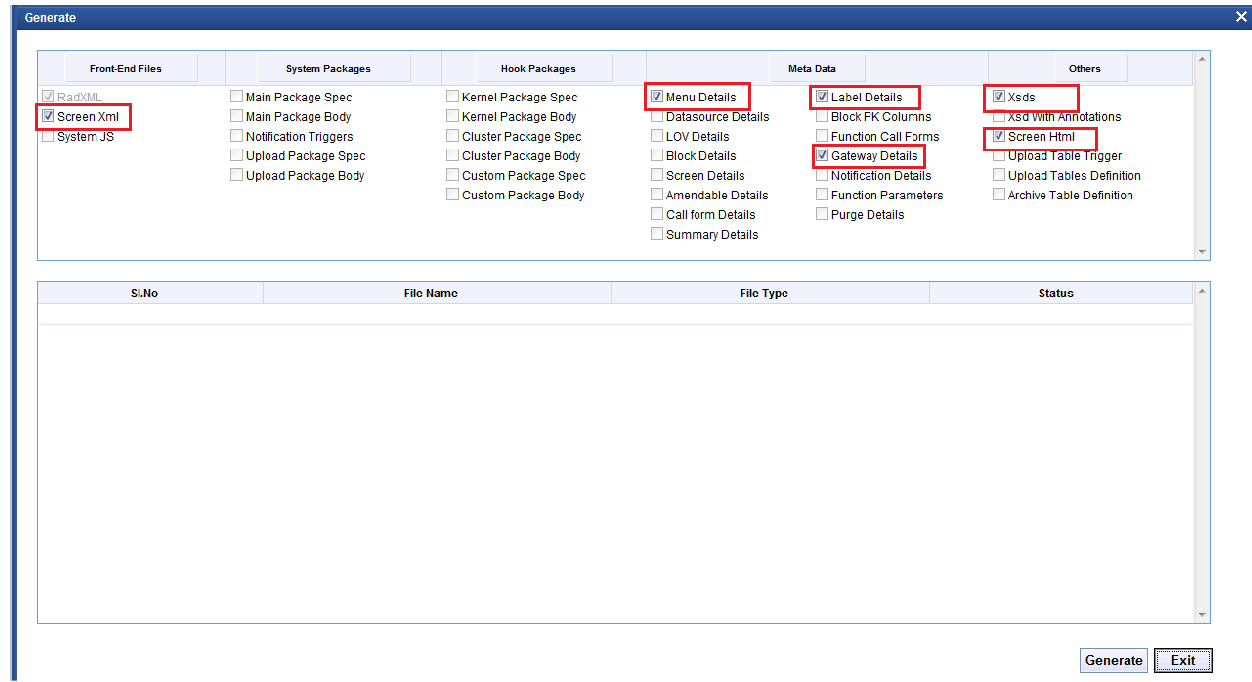 Generate
Front-End Files System Packages Hook Packages Meta Data Others
RadXML Main Package Spec Kernel Package Spec Menu Details Label Details Xsds
Screen Xml Main Package Body Kernel Package Body Datasource Details Block PK Columns Xsd With Annotations
System JS Notification Triggers Cluster Package Spec LOV Details Function Call Forms Screen Html
Upload Package Spec Cluster Package Body Block Details Gateway Details Upload Table Trigger
Upload Package Body Custom Package Spec Screen Details Notification Details Upload Tables Definition
Custom Package Body Amendable Details Function Parameters Archive Table Definition
Call form Details Purge Details
Summary Details
Sl.No File Name File Type Status
Generate Exit